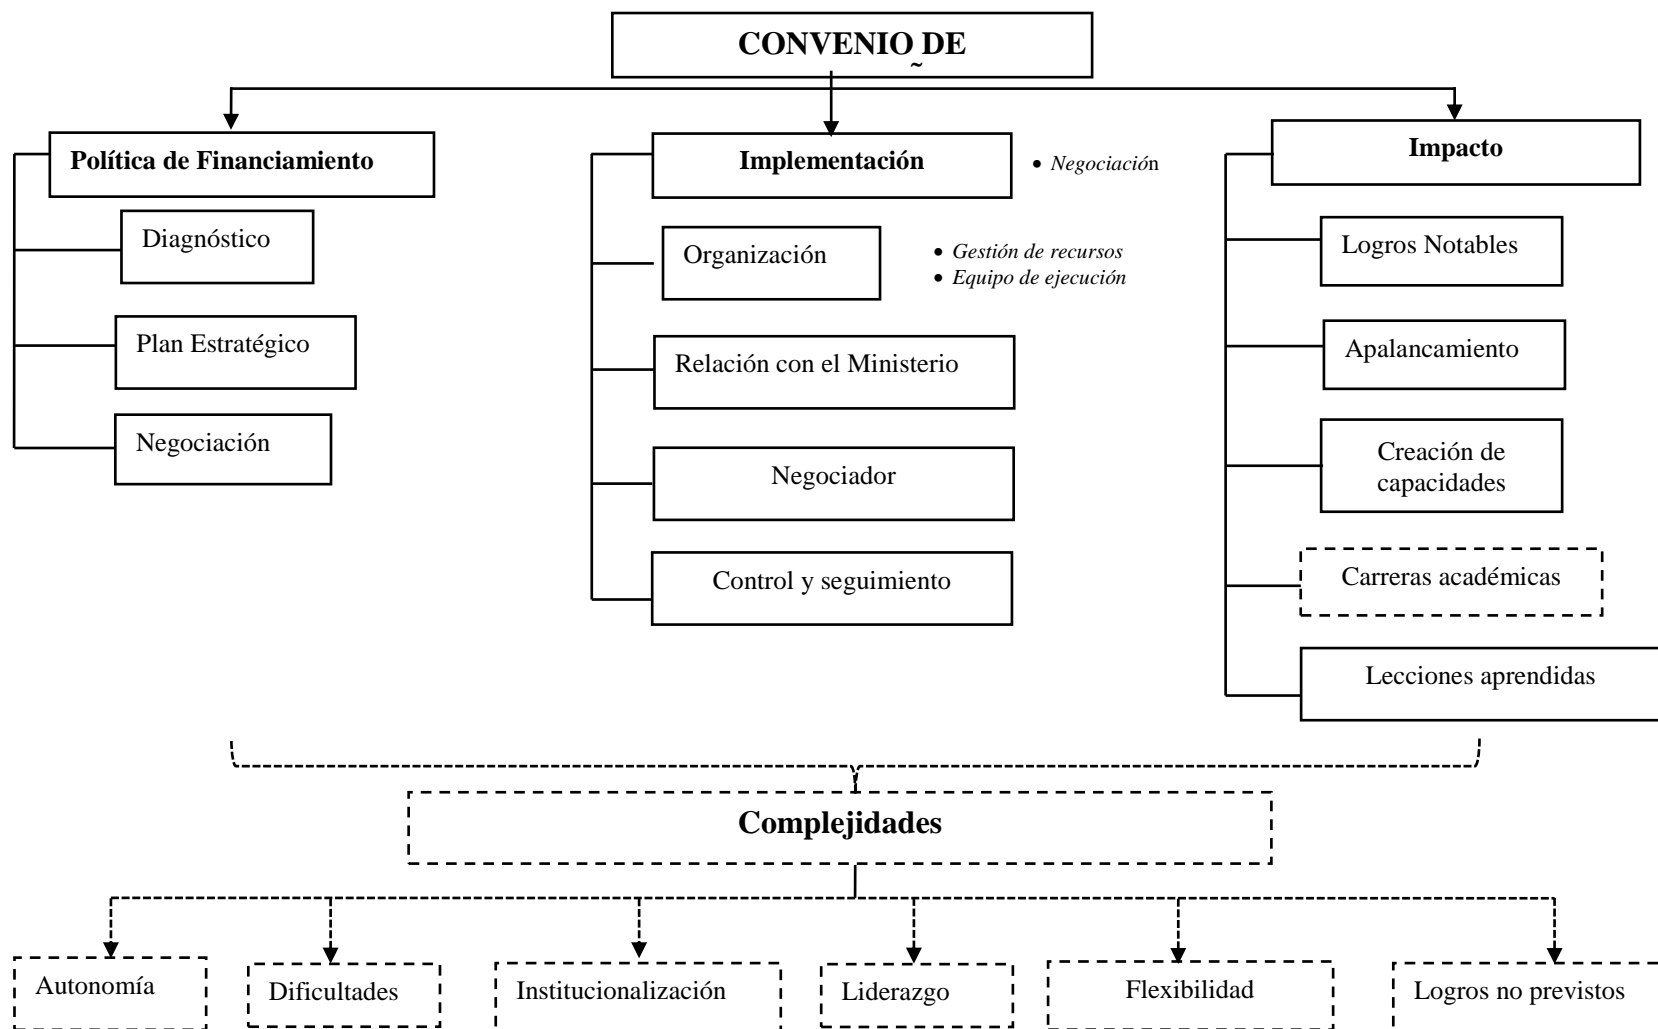 CONVENIO DE
Política de Financiamiento
Diagnóstico
Plan Estratégico
Negociación
Implementación
• Negociación
Organización
• Gestión de recursos
• Equipo de ejecución
Relación con el Ministerio
Negociador
Control y seguimiento
Impacto
Logros Notables
Apalancamiento
Creación de
capacidades
Carreras académicas
Lecciones aprendidas
Complejidades
Autonomía
Dificultades
Institucionalización
Liderazgo
Flexibilidad
Logros no previstos